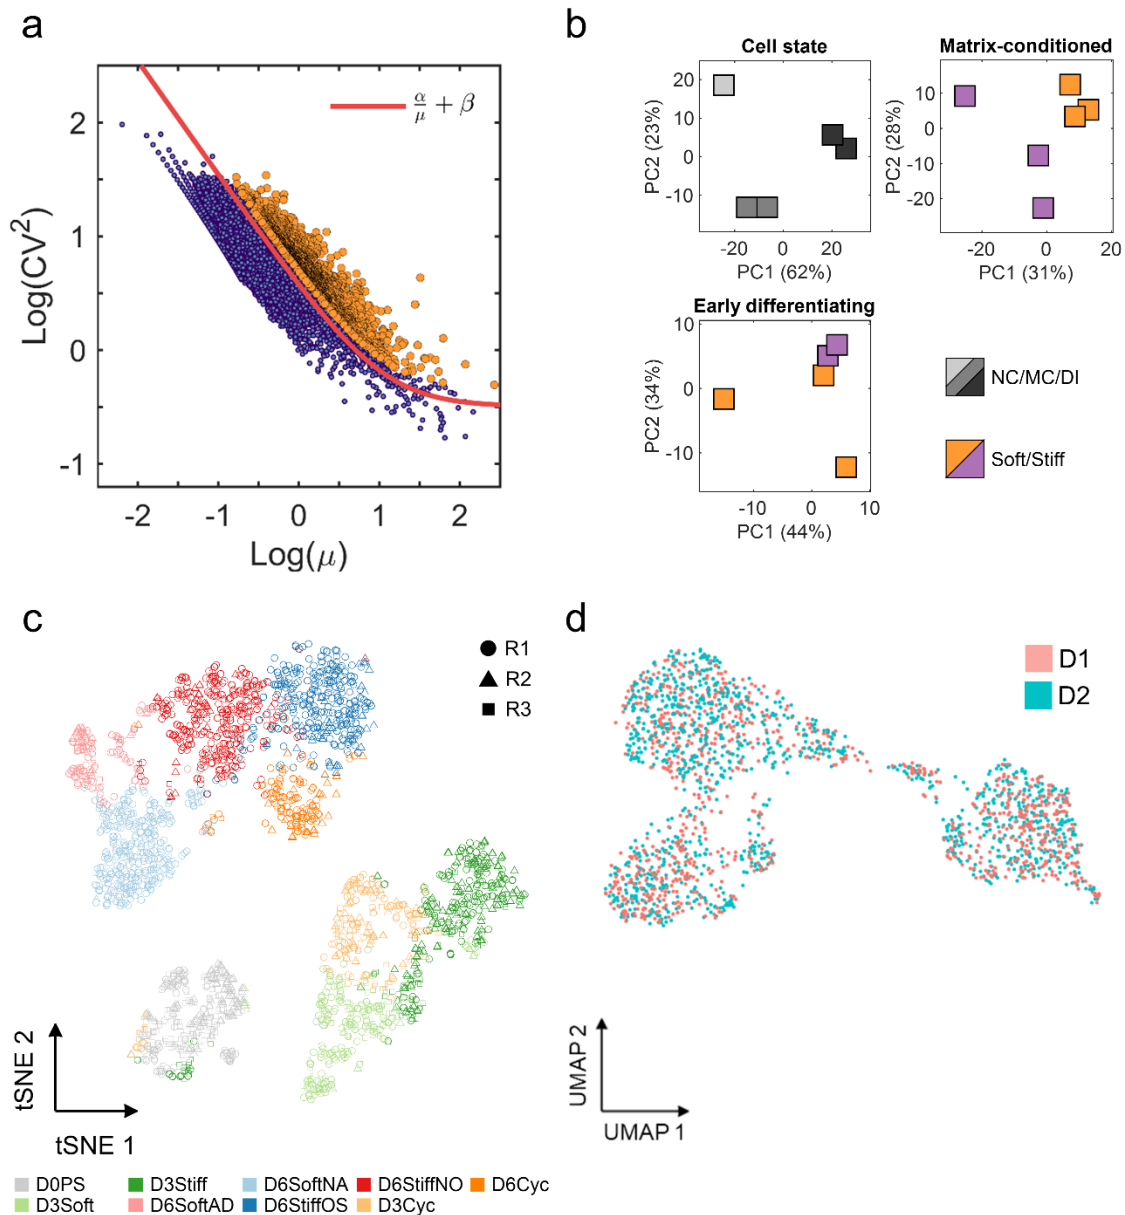 a
b
2
1
0
-1
-2
-1
0
1
2
Log(CV²)
Log(μ)
α/μ + β
Cell state
20
10
0
-10
-20
0
20
PC2 (23%)
PC1 (62%)
Matrix-conditioned
10
0
-10
-20
-20
0
20
PC2 (28%)
PC1 (31%)
Early differentiating
10
0
-10
-10
0
10
PC2 (34%)
PC1 (44%)
NC/MC/DI
Soft/Stiff
c
R1
R2
R3
tSNE 2
tSNE 1
D0PS
D3Stiff
D6SoftNA
D6StiffNO
D6Cyc
D3Soft
D6SoftAD
D6StiffOS
D3Cyc
d
D1
D2
UMAP 2
UMAP 1